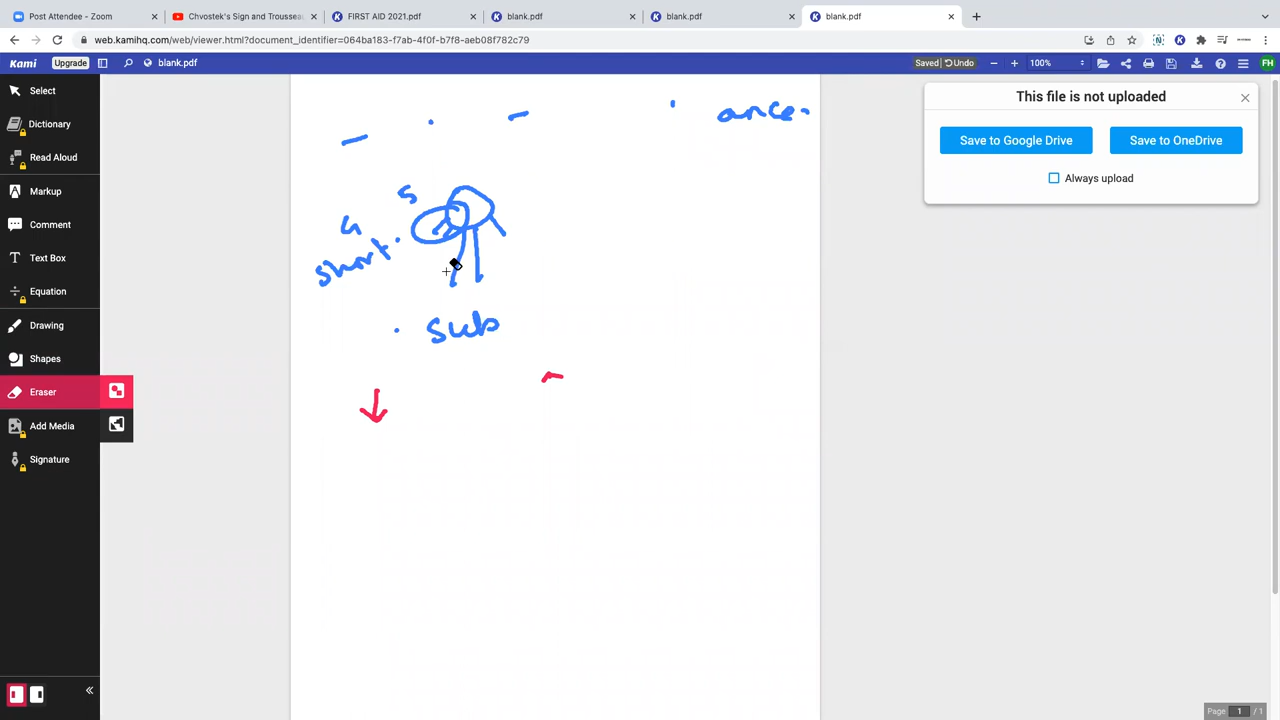 Post Attendee - Zoom
Chvostek's Sign and Trousseau
FIRST AID 2021.pdf
blank.pdf
blank.pdf
blank.pdf
web.kamihq.com/web/viewer.html?document_identifier=064ba183-f7ab-4f0f-b7f8-aeb08f782c79
Kami
Upgrade
blank.pdf
Saved
Undo
100%
FH
Select
Dictionary
Read Aloud
Markup
Comment
Text Box
Equation
Drawing
Shapes
Eraser
Add Media
Signature
This file is not uploaded
Save to Google Drive
Save to OneDrive
Always upload
ance
5
4
short
sub
Page 1 / 1